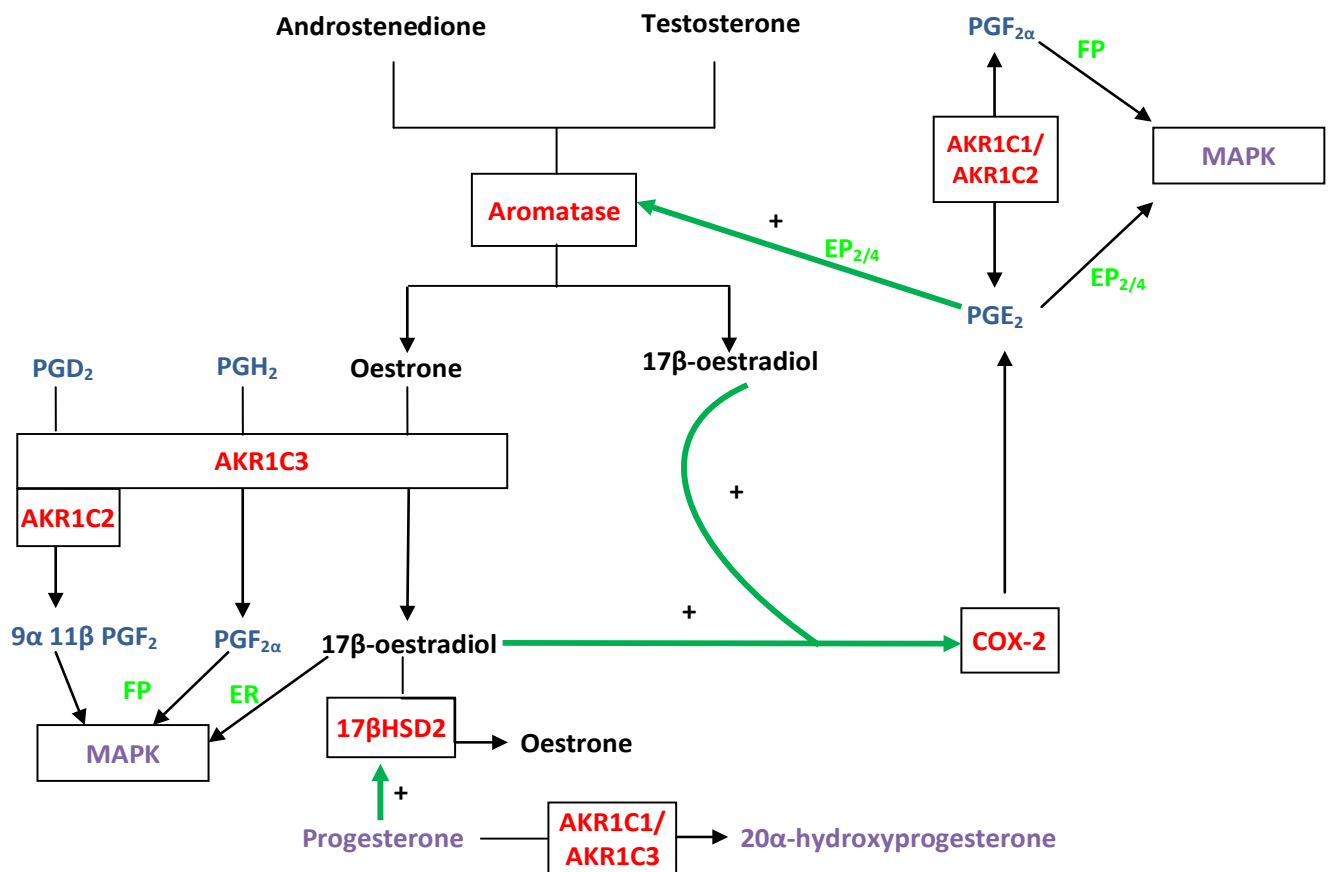 Androstenedione
Testosterone
PGF2α
FP
AKR1C1/
AKR1C2
MAPK
Aromatase
+
EP2/4
EP2/4
PGE2
PGD2
PGH2
Oestrone
17β-oestradiol
AKR1C3
+
AKR1C2
+
9α 11β PGF2
PGF2α
17β-oestradiol
COX-2
FP
ER
MAPK
17βHSD2
Oestrone
+
Progesterone
AKR1C1/
AKR1C3
20α-hydroxyprogesterone